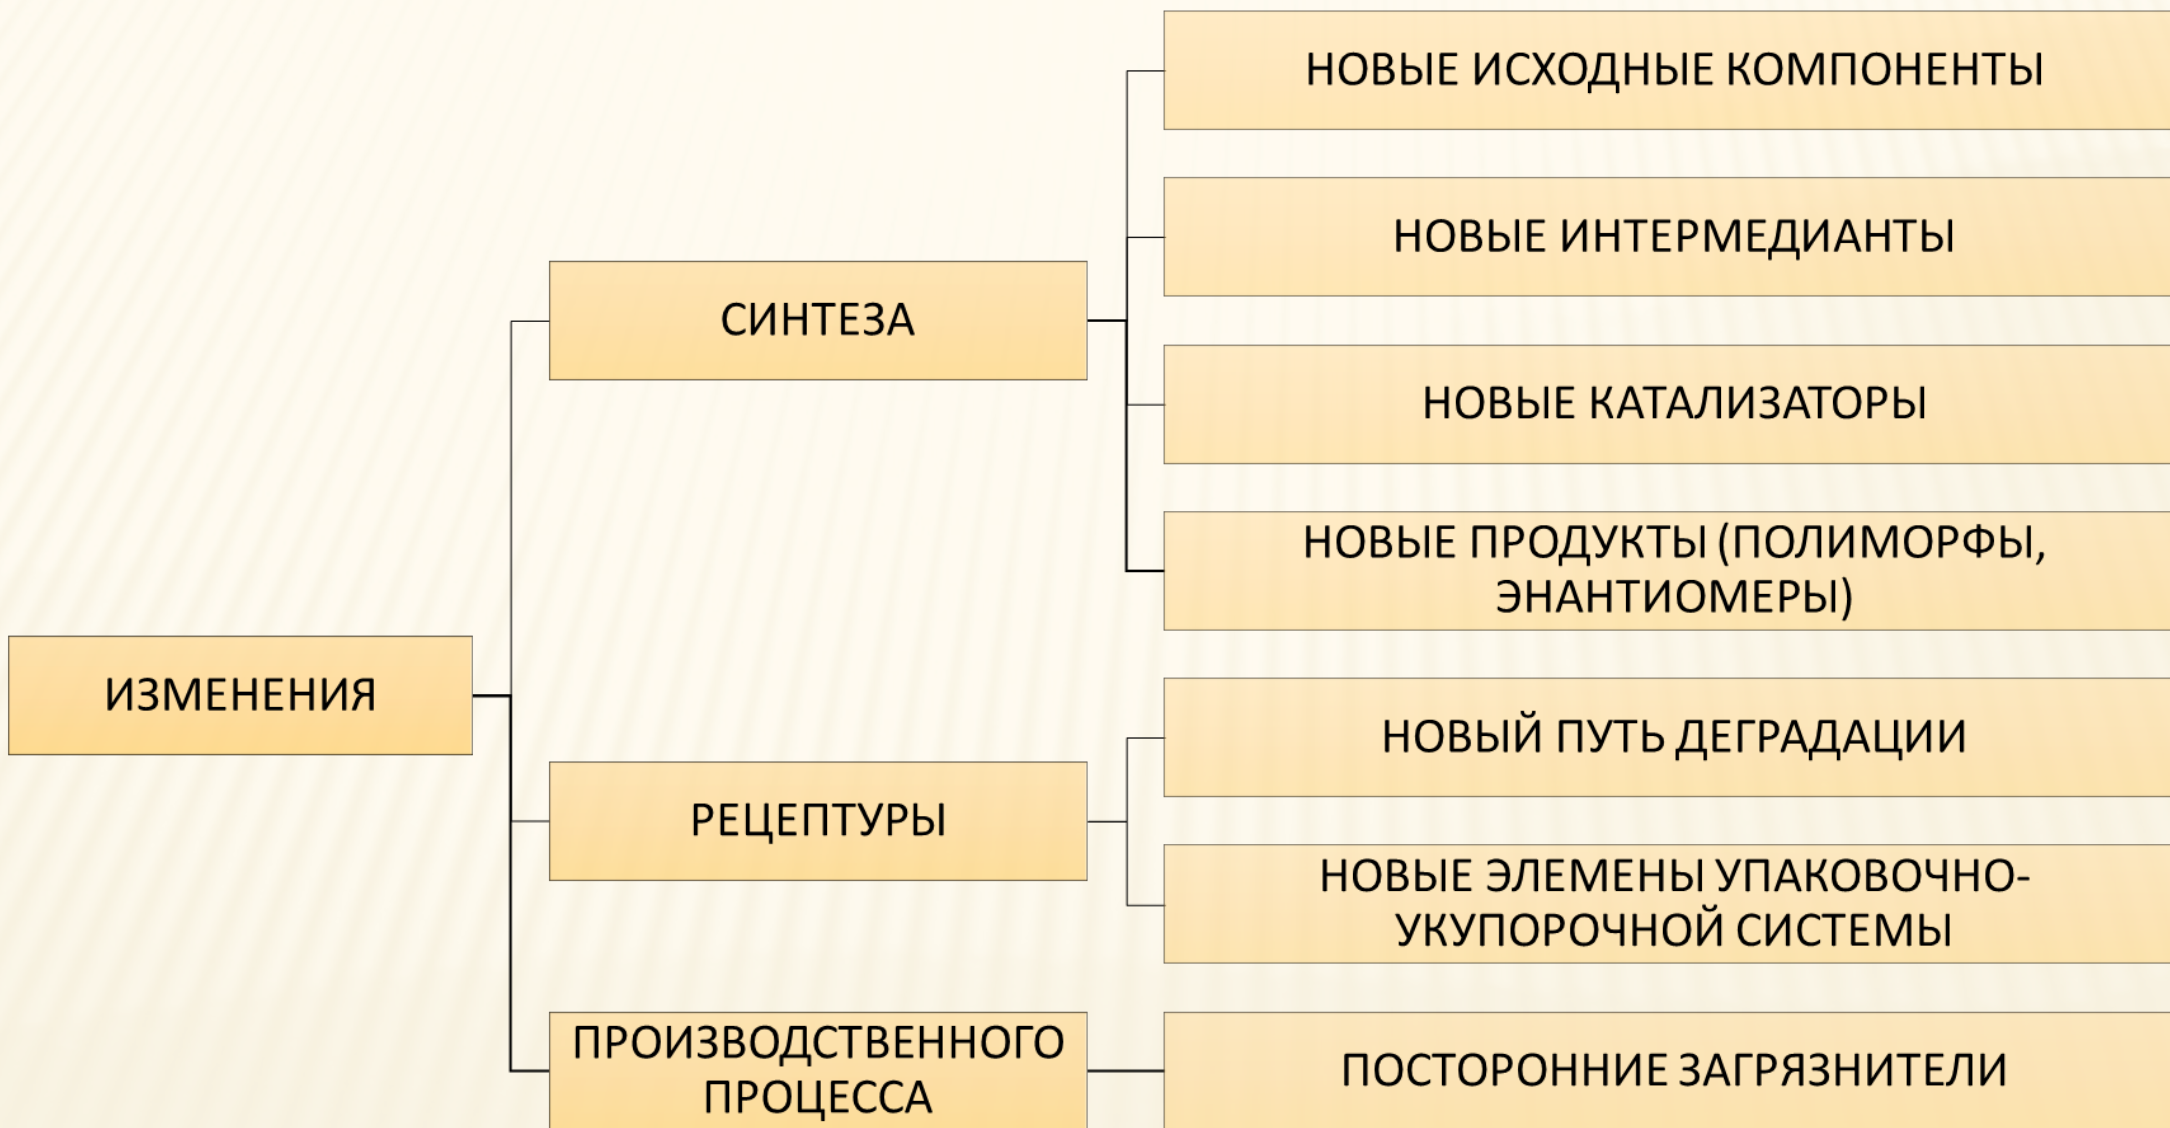 ИЗМЕНЕНИЯ
СИНТЕЗА
НОВЫЕ ИСХОДНЫЕ КОМПОНЕНТЫ
НОВЫЕ ИНТЕРМЕДИАНТЫ
НОВЫЕ КАТАЛИЗАТОРЫ
НОВЫЕ ПРОДУКТЫ (ПОЛИМОРФЫ,
ЭНАНТИОМЕРЫ)
РЕЦЕПТУРЫ
НОВЫЙ ПУТЬ ДЕГРАДАЦИИ
НОВЫЕ ЭЛЕМЕНЫ УПАКОВОЧНО-
УКУПОРОЧНОЙ СИСТЕМЫ
ПРОИЗВОДСТВЕННОГО
ПРОЦЕССА
ПОСТОРОННИЕ ЗАГРЯЗНИТЕЛИ